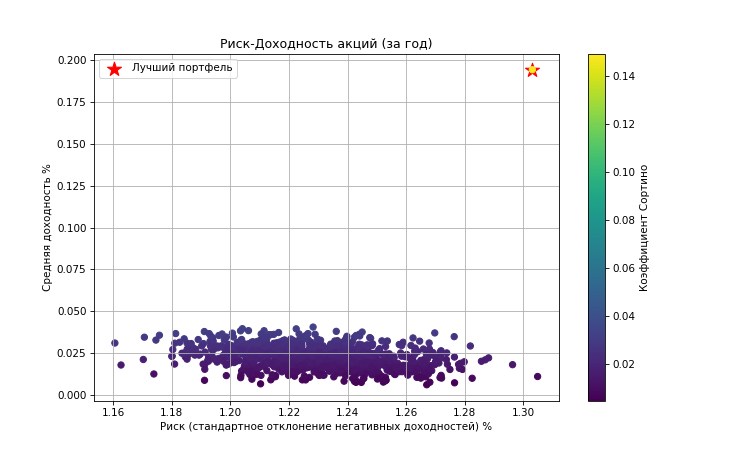 Риск-Доходность акций (за год)
Лучший портфель
0.200
0.175
0.150
0.125
0.100
0.075
0.050
0.025
0.000
Средняя доходность %
1.16 1.18 1.20 1.22 1.24 1.26 1.28 1.30
Риск (стандартное отклонение негативных доходностей) %
0.14
0.12
0.10
0.08
0.06
0.04
0.02
Коэффициент Сортино